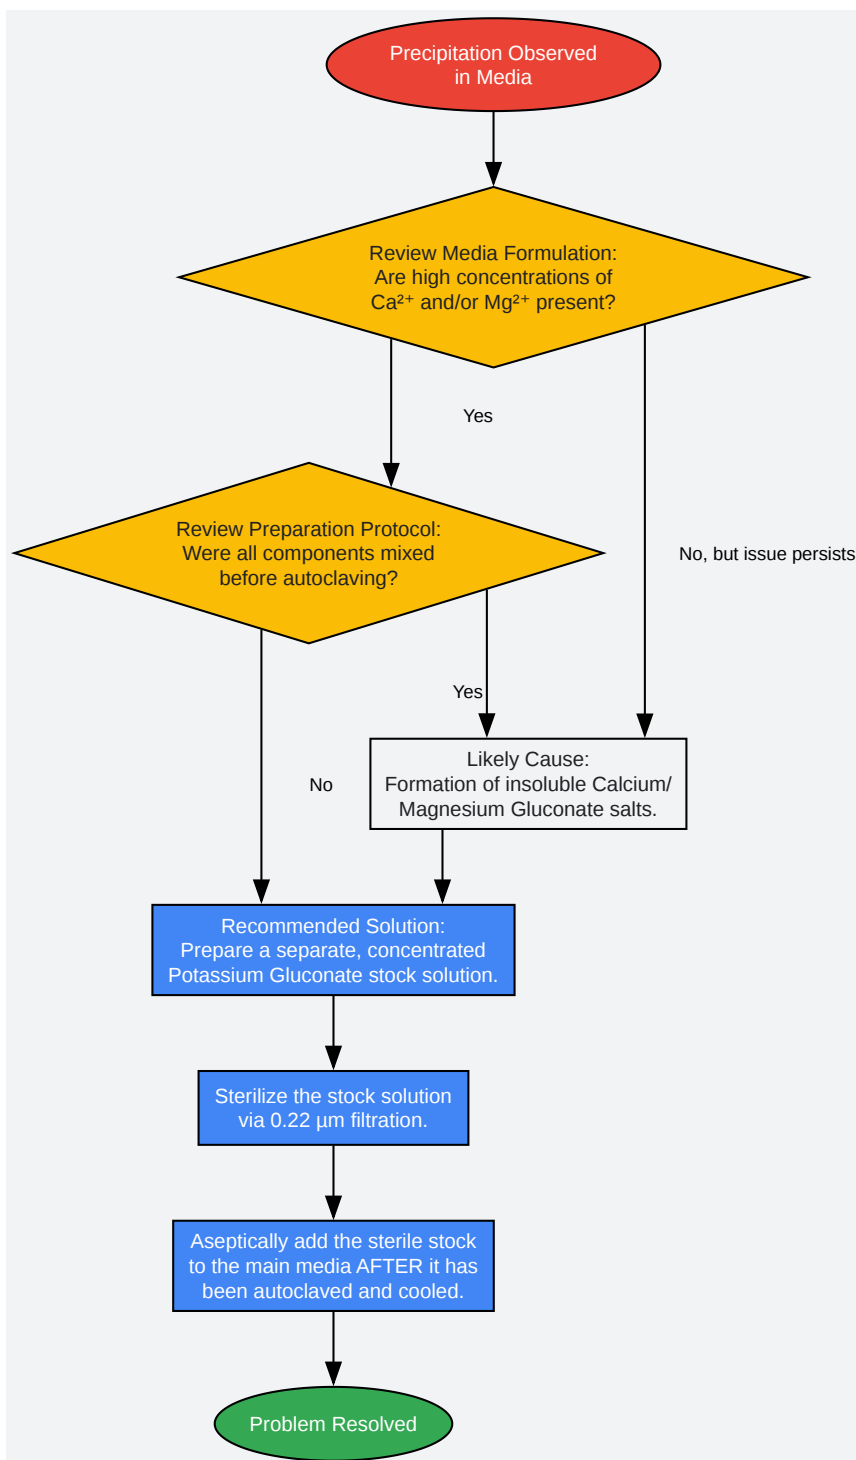 Precipitation Observed
in Media
Review Media Formulation:
Are high concentrations of
Ca²⁺ and/or Mg²⁺ present?
Yes
Review Preparation Protocol:
Were all components mixed
before autoclaving?
No, but issue persists
Yes
Likely Cause:
Formation of insoluble Calcium/
Magnesium Gluconate salts.
No
Recommended Solution:
Prepare a separate, concentrated
Potassium Gluconate stock solution.
Sterilize the stock solution
via 0.22 µm filtration.
Aseptically add the sterile stock
to the main media AFTER it has
been autoclaved and cooled.
Problem Resolved